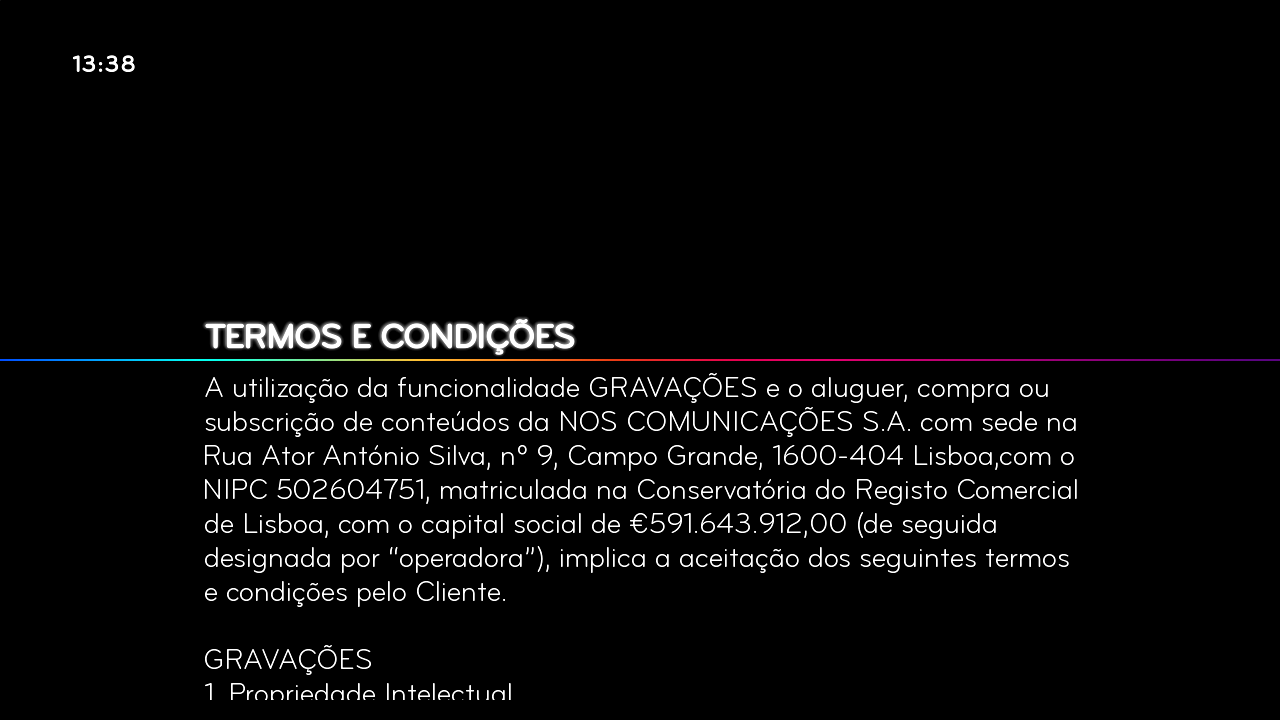 13:38
TERMOS E CONDIÇÕES
A utilização da funcionalidade GRAVAÇÕES e o aluguer, compra ou
subscrição de conteúdos da NOS COMUNICAÇÕES S.A. com sede na
Rua Ator António Silva, nº 9, Campo Grande, 1600-404 Lisboa,com o
NIPC 502604751, matriculada na Conservatória do Registo Comercial
de Lisboa, com o capital social de €591.643.912,00 (de seguida
designada por “operadora”), implica a aceitação dos seguintes termos
e condições pelo Cliente.
GRAVAÇÕES
1. Propriedade Intelectual